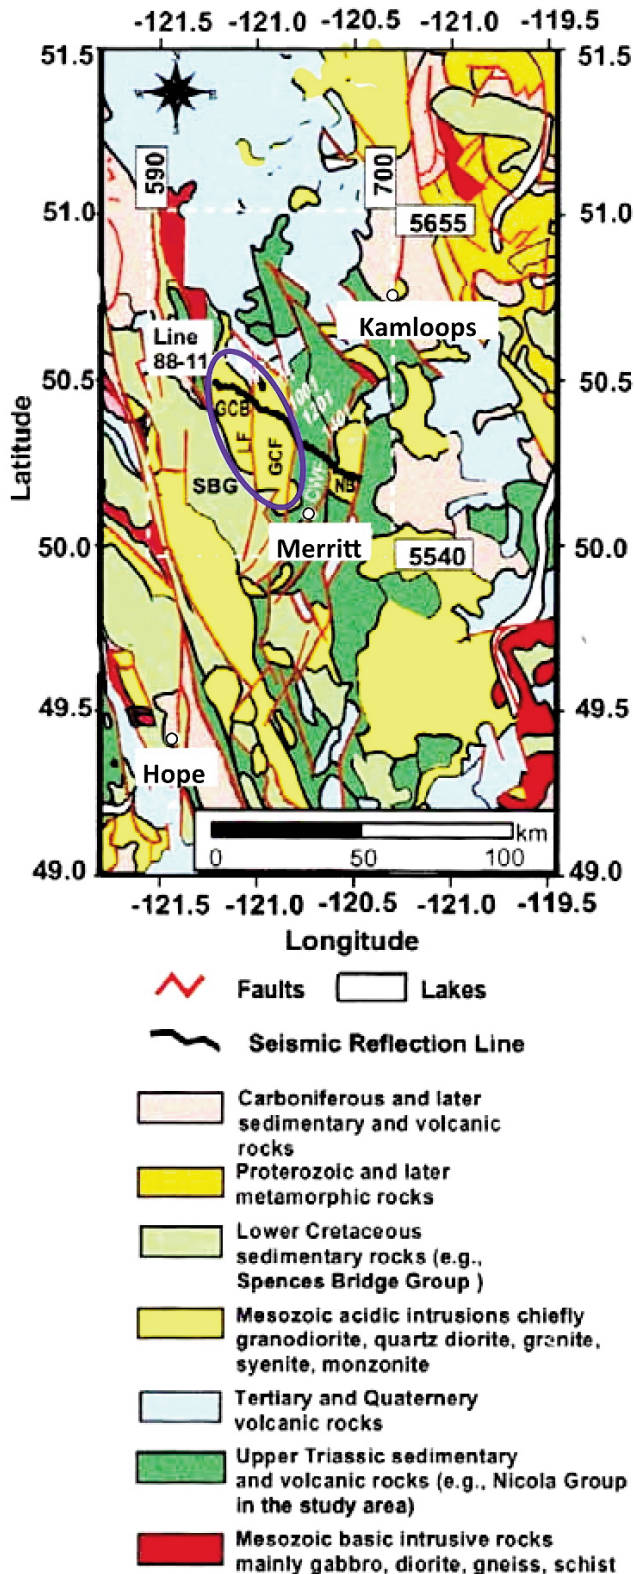 -121.5 -121.0 -120.5 -121.0 -119.5
51.5 51.5
N
W E
S
590
700
51.0 51.0
5655
Kamloops
Line
88-11
50.5 50.5
1001
1201
1401
GCB
LF
GCF
SBG
CWF
NB
Latitude
Merritt
50.0 50.0
5540
49.5 49.5
Hope
km
0 50 100
49.0 49.0
-121.5 -121.0 -120.5 -121.0 -119.5
Longitude
Faults Lakes
Seismic Reflection Line
Carboniferous and later
sedimentary and volcanic
rocks
Proterozoic and later
metamorphic rocks
Lower Cretaceous
sedimentary rocks (e.g.,
Spences Bridge Group )
Mesozoic acidic intrusions chiefly
granodiorite, quartz diorite, granite,
syenite, monzonite
Tertiary and Quaternery
volcanic rocks
Upper Triassic sedimentary
and volcanic rocks (e.g., Nicola Group
in the study area)
Mesozoic basic intrusive rocks
mainly gabbro, diorite, gneiss, schist